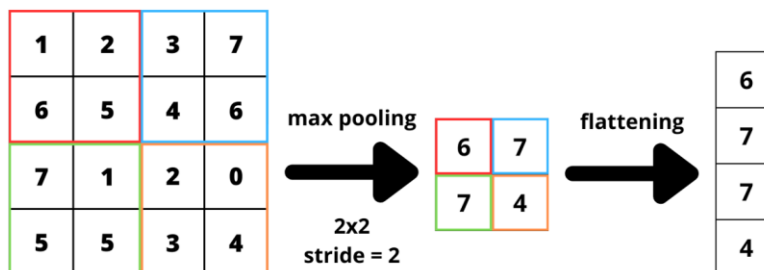 1 2 3 7
6 5 4 6
7 1 2 0
5 5 3 4
max pooling
2x2
stride = 2
6 7
7 4
flattening
6
7
7
4